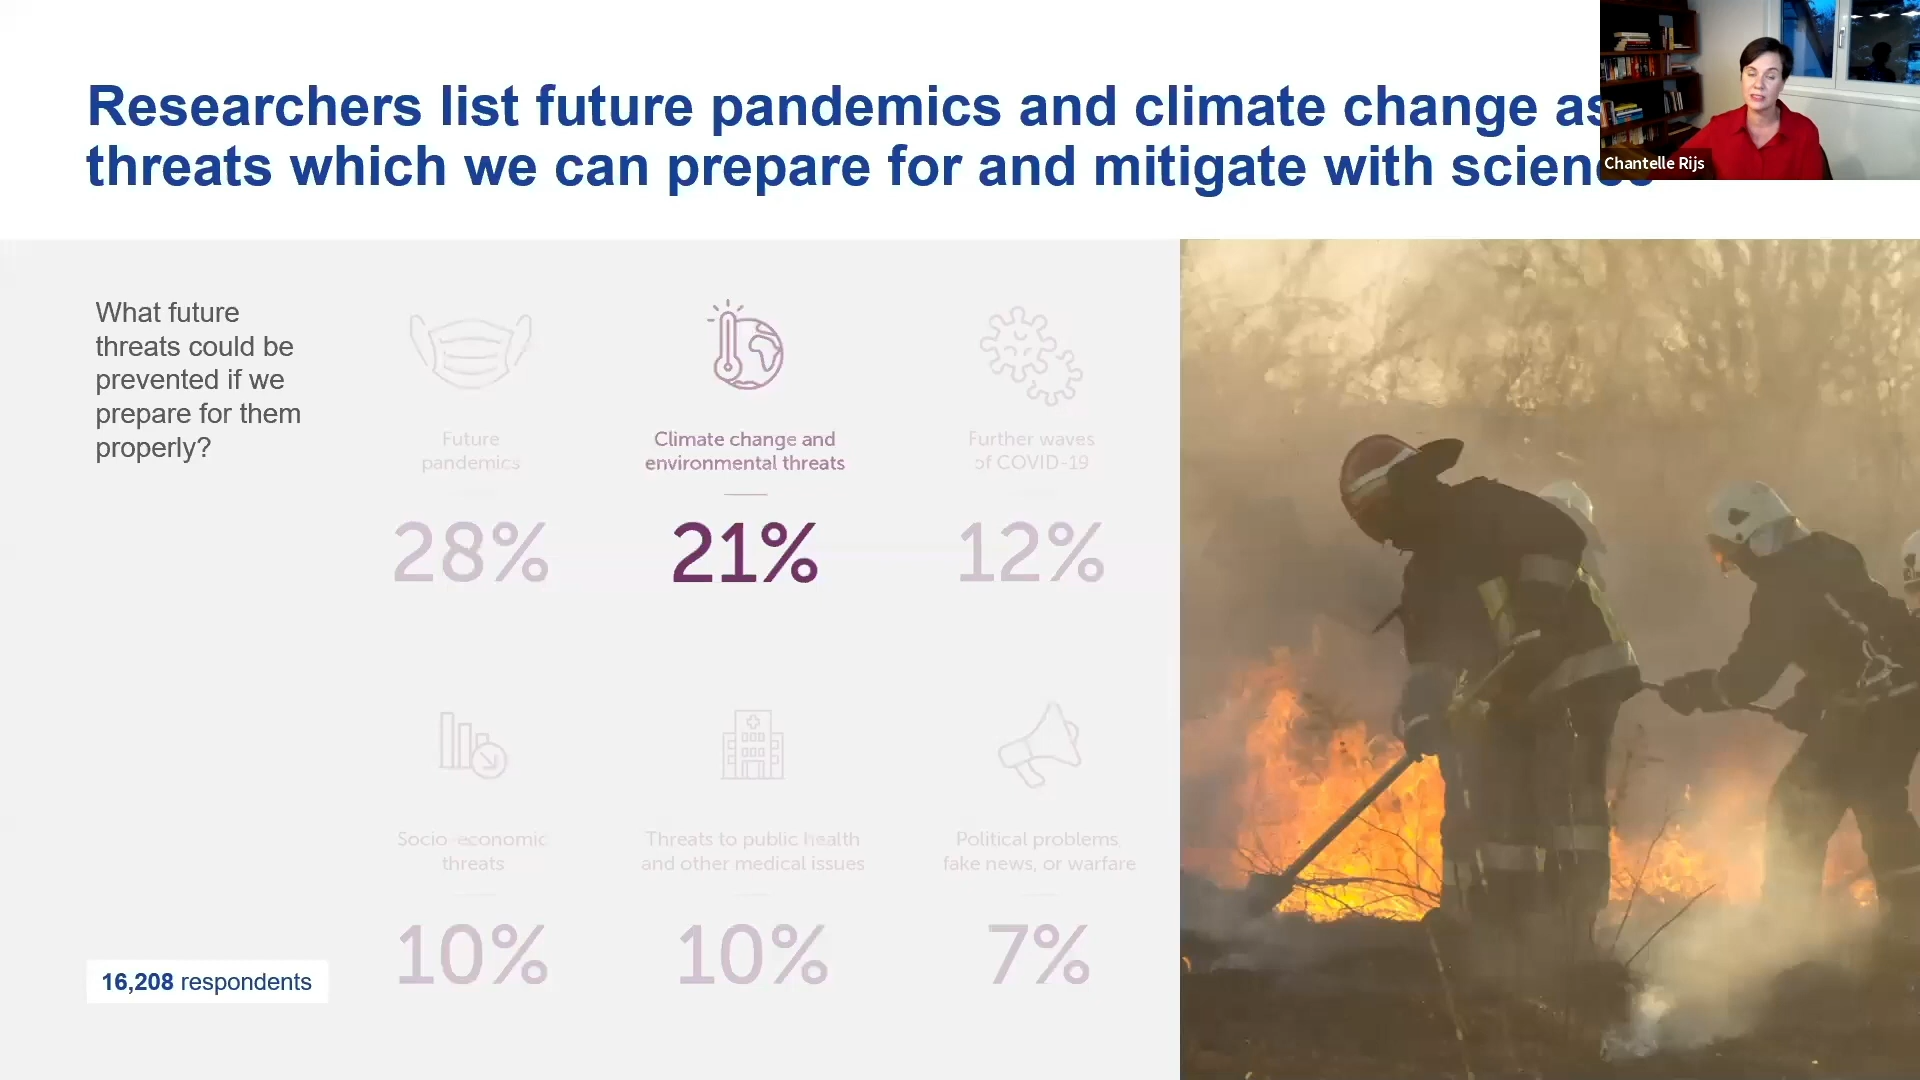 Researchers list future pandemics and climate change as
threats which we can prepare for and mitigate with science
Chantelle Rijs
What future
threats could be
prevented if we
prepare for them
properly?
Future
pandemics
28%
Climate change and
environmental threats
21%
Further waves
of COVID-19
12%
Socio-economic
threats
10%
Threats to public health
and other medical issues
10%
Political problems,
fake news, or warfare
7%
16,208 respondents